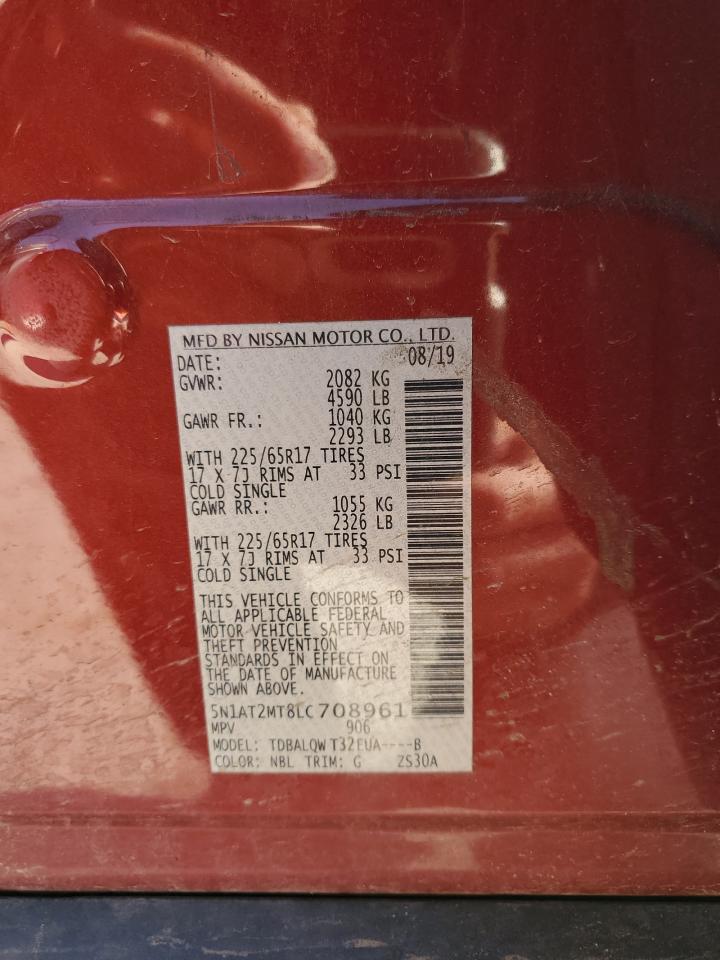 MFD BY NISSAN MOTOR CO., LTD.
DATE: 08/19
GVWR: 2082 KG
4590 LB
GAWR FR.: 1040 KG
2293 LB
WITH 225/65R17 TIRES
17 X 7J RIMS AT 33 PSI
COLD SINGLE
GAWR RR.: 1055 KG
2326 LB
WITH 225/65R17 TIRES
17 X 7J RIMS AT 33 PSI
COLD SINGLE
THIS VEHICLE CONFORMS TO
ALL APPLICABLE FEDERAL
MOTOR VEHICLE SAFETY AND
THEFT PREVENTION
STANDARDS IN EFFECT ON
THE DATE OF MANUFACTURE
SHOWN ABOVE.
5N1AT2MT8LC708961
MPV 906
MODEL: TDBALQW T32EUA----B
COLOR: NBL TRIM: G ZS30A